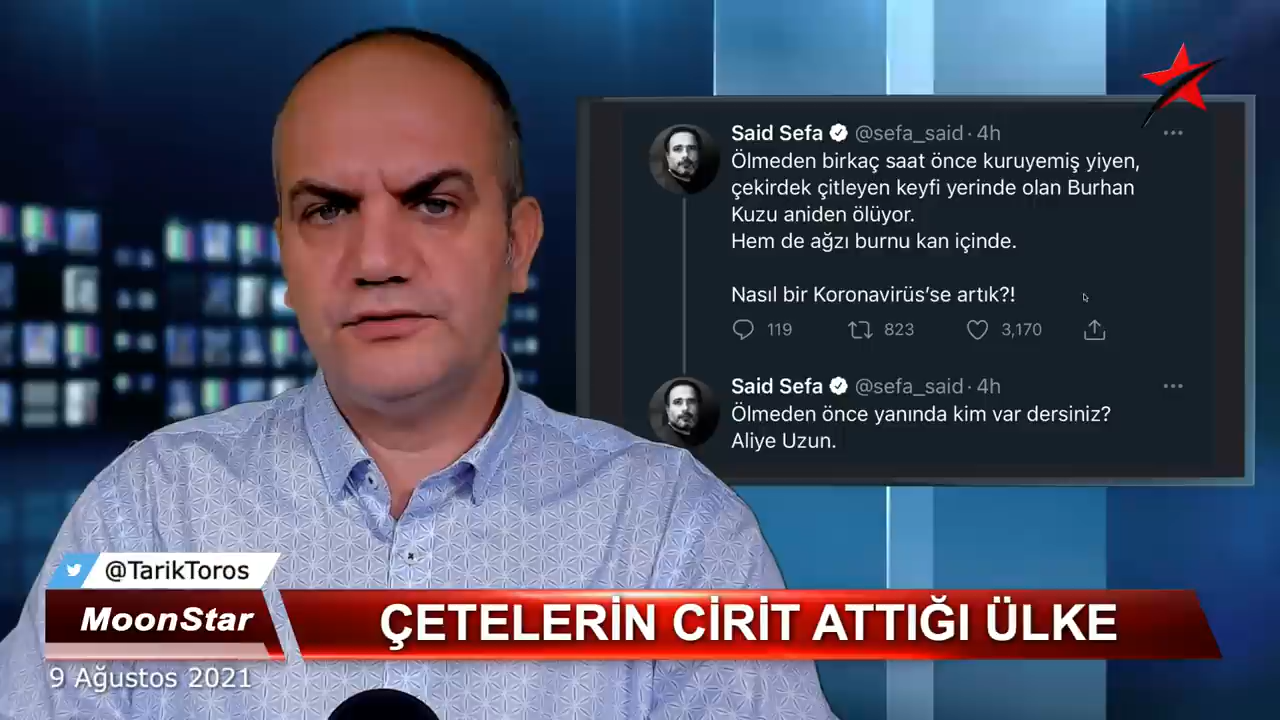 Said Sefa @sefa_said · 4h
Ölmeden birkaç saat önce kuruyemiş yiyen,
çekirdek çitleyen keyfi yerinde olan Burhan
Kuzu aniden ölüyor.
Hem de ağzı burnu kan içinde.
Nasıl bir Koronavirüs’se artık?!
119 823 3,170
Said Sefa @sefa_said · 4h
Ölmeden önce yanında kim var dersiniz?
Aliye Uzun.
@TarikToros
MoonStar
ÇETELERİN CİRİT ATTIĞI ÜLKE
9 Ağustos 2021